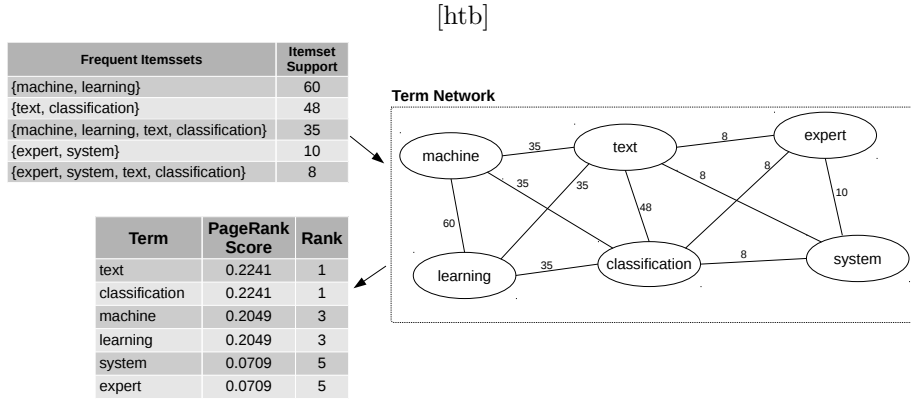 [htb]
Frequent Itemssets Itemset Support
{machine, learning} 60
{text, classification} 48
{machine, learning, text, classification} 35
{expert, system} 10
{expert, system, text, classification} 8
Term Network
machine
text
expert
learning
classification
system
35
8
35
35
8
8
60
48
10
35
8
Term PageRank Score Rank
text 0.2241 1
classification 0.2241 1
machine 0.2049 3
learning 0.2049 3
system 0.0709 5
expert 0.0709 5